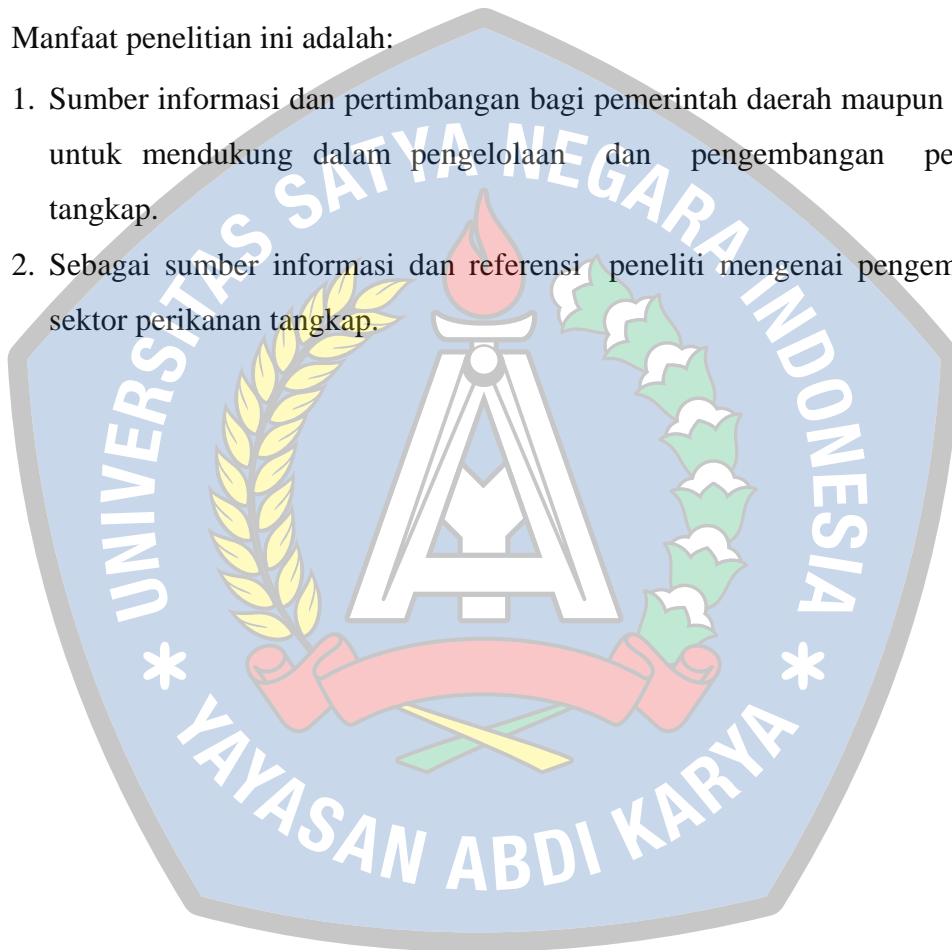 Manfaat penelitian ini adalah:
1. Sumber informasi dan pertimbangan bagi pemerintah daerah maupun
untuk mendukung dalam pengelolaan dan pengembangan pe
tangkap.
2. Sebagai sumber informasi dan referensi peneliti mengenai pengem
sektor perikanan tangkap.
UNIVERSITAS SATYA NEGARA INDONESIA
* YAYASAN ABDI KARYA *